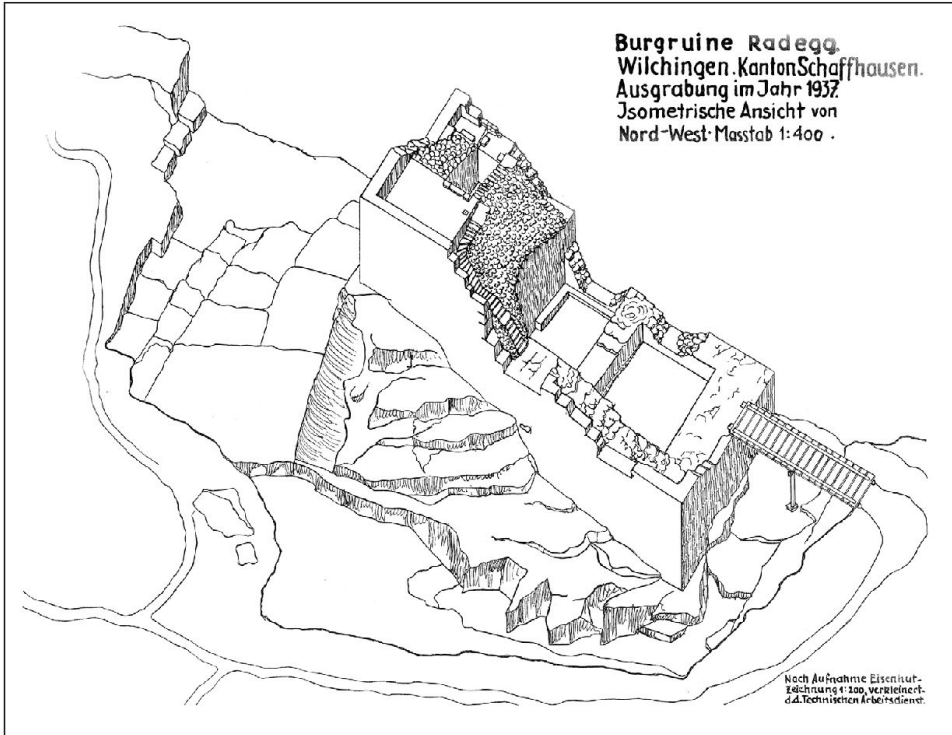 Burgruine Radegg.
Wilchingen. Kanton Schaffhausen.
Ausgrabung im Jahr 1937.
Isometrische Ansicht von
Nord-West. Masstab 1:400.
Nach Aufnahme Eisenhut-
zeichnung 1:200, verkleinert-
d.d. Technischen Arbeitsdienst.